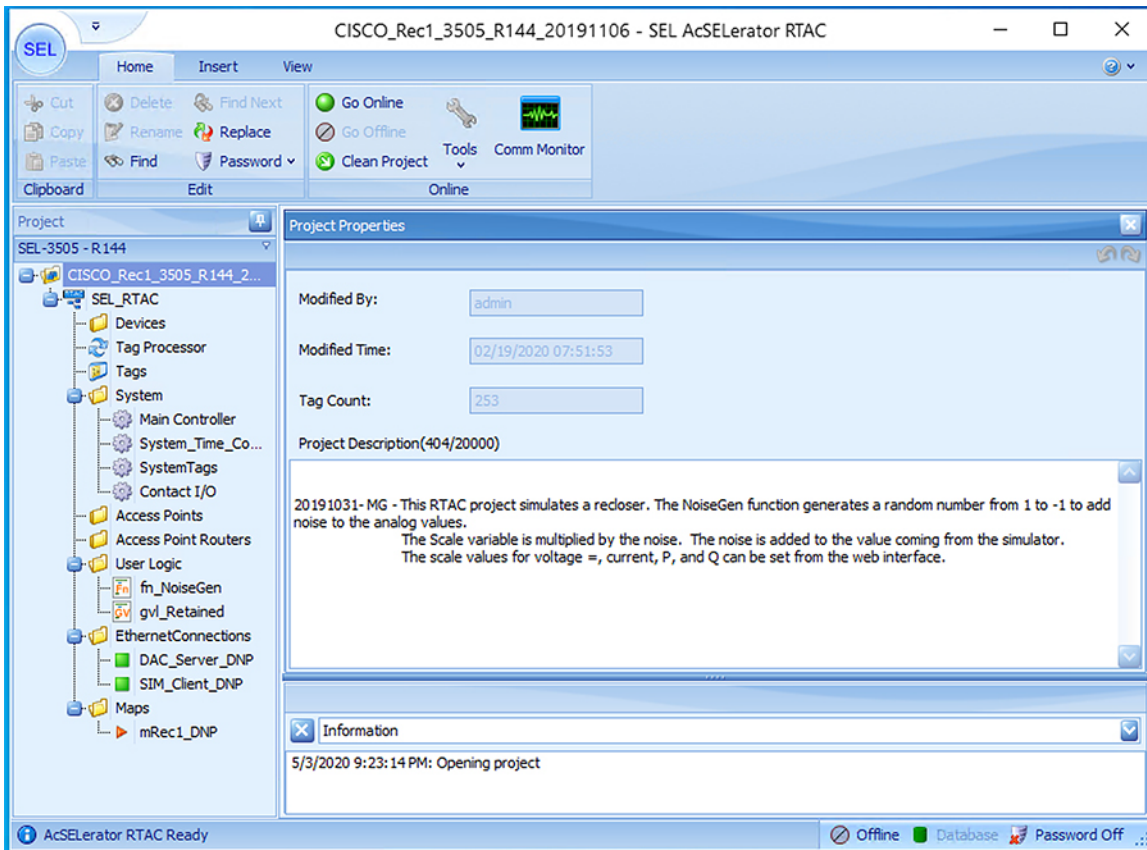 CISCO_Rec1_3505_R144_20191106 - SEL AcSELerator RTAC
SEL
Home Insert View
Cut
Copy
Paste
Clipboard
Delete
Rename
Find
Find Next
Replace
Password
Edit
Go Online
Go Offline
Clean Project
Tools
Comm Monitor
Online
Project
SEL-3505 - R144
CISCO_Rec1_3505_R144_2...
SEL_RTAC
Devices
Tag Processor
Tags
System
Main Controller
System_Time_Co...
SystemTags
Contact I/O
Access Points
Access Point Routers
User Logic
Fn fn_NoiseGen
GV gvl_Retained
EthernetConnections
DAC_Server_DNP
SIM_Client_DNP
Maps
mRec1_DNP
Project Properties
Modified By: admin
Modified Time: 02/19/2020 07:51:53
Tag Count: 253
Project Description(404/20000)
20191031- MG - This RTAC project simulates a recloser. The NoiseGen function generates a random number from 1 to -1 to add
noise to the analog values.
The Scale variable is multiplied by the noise. The noise is added to the value coming from the simulator.
The scale values for voltage =, current, P, and Q can be set from the web interface.
Information
5/3/2020 9:23:14 PM: Opening project
AcSELerator RTAC Ready
Offline Database Password Off